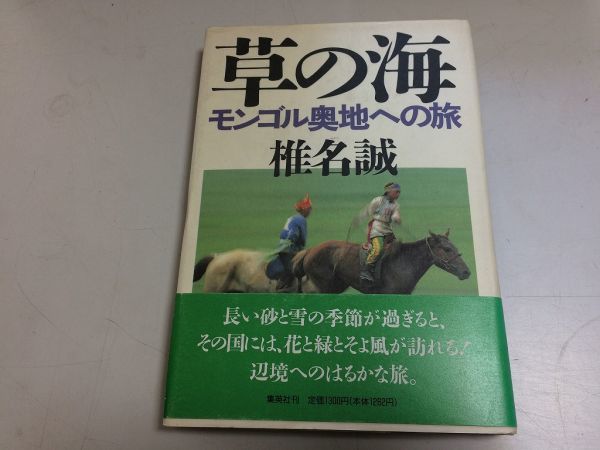 草の海
モンゴル奥地への旅
椎名誠
長い砂と雪の季節が過ぎると、
その国には、花と緑とそよ風が訪れる!
辺境へのはるかな旅。
集英社・刊 定価1300円(本体1262円)